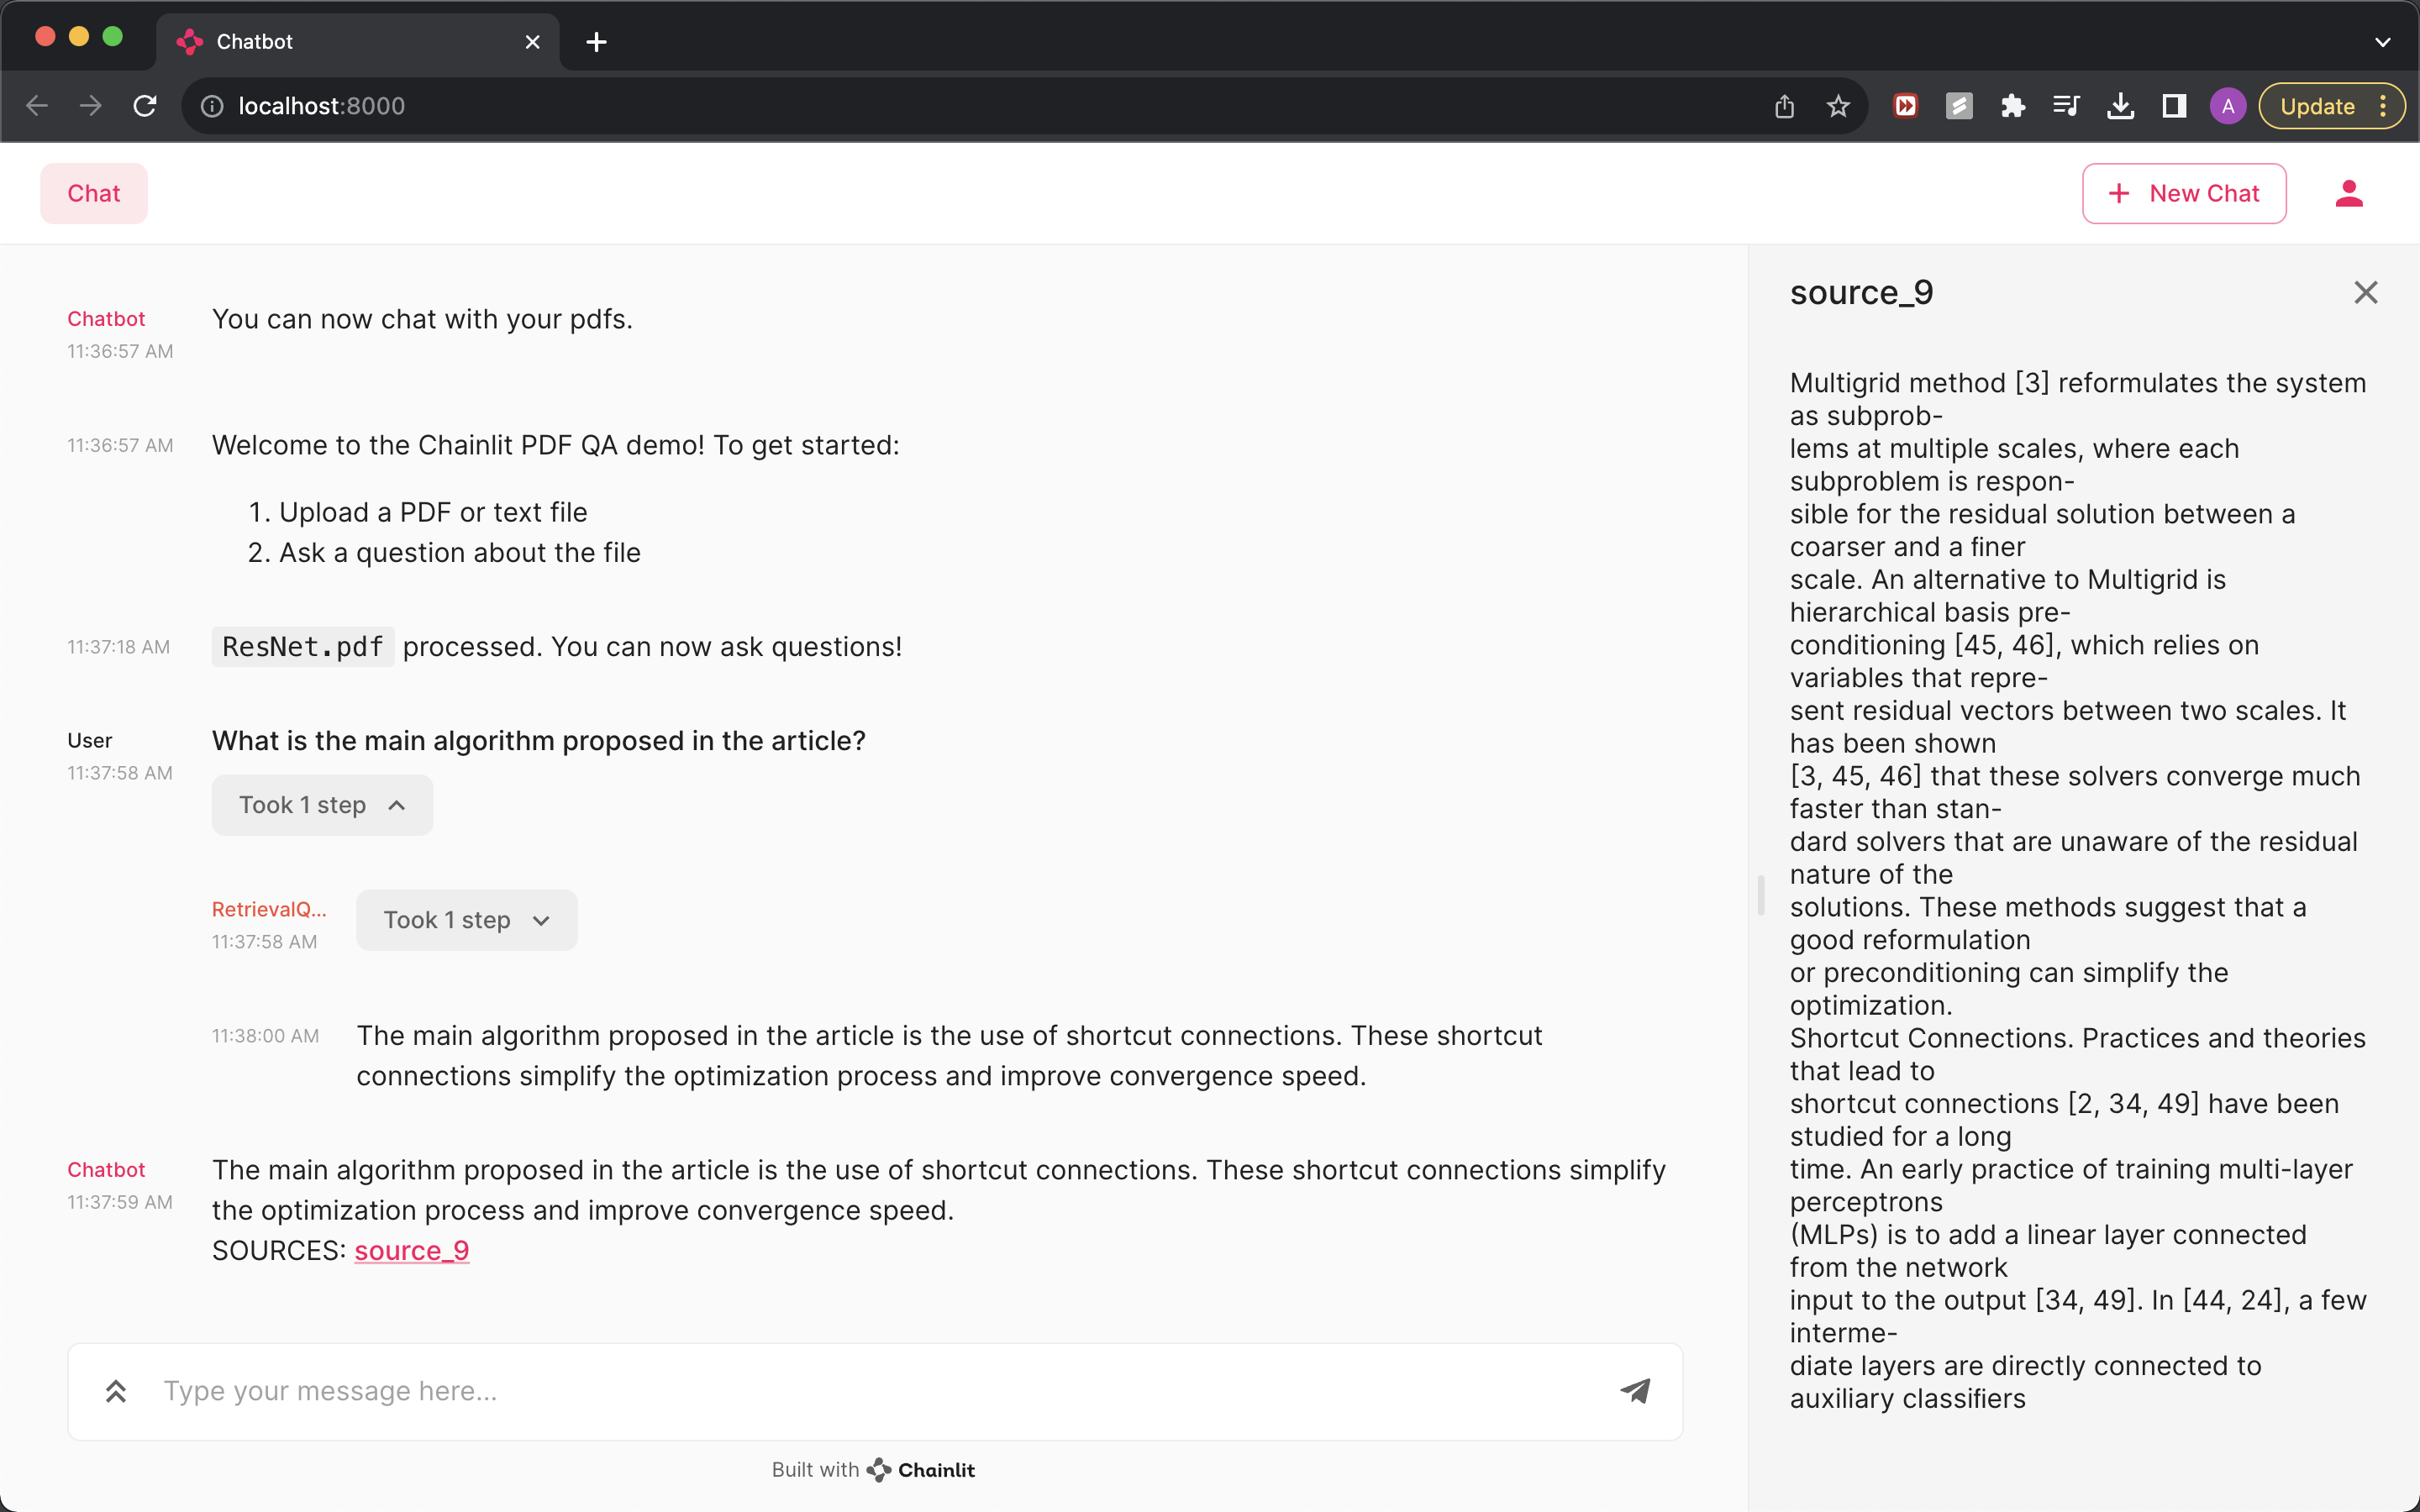 Chatbot
localhost:8000
A
Update
Chat
New Chat
Chatbot
11:36:57 AM
You can now chat with your pdfs.
11:36:57 AM
Welcome to the Chainlit PDF QA demo! To get started:
1. Upload a PDF or text file
2. Ask a question about the file
11:37:18 AM
ResNet.pdf processed. You can now ask questions!
User
11:37:58 AM
What is the main algorithm proposed in the article?
Took 1 step
RetrievalQ...
11:37:58 AM
Took 1 step
11:38:00 AM
The main algorithm proposed in the article is the use of shortcut connections. These shortcut
connections simplify the optimization process and improve convergence speed.
Chatbot
11:37:59 AM
The main algorithm proposed in the article is the use of shortcut connections. These shortcut connections simplify
the optimization process and improve convergence speed.
SOURCES: source_9
Type your message here...
Built with Chainlit
source_9
Multigrid method [3] reformulates the system
as subprob-
lems at multiple scales, where each
subproblem is respon-
sible for the residual solution between a
coarser and a finer
scale. An alternative to Multigrid is
hierarchical basis pre-
conditioning [45, 46], which relies on
variables that repre-
sent residual vectors between two scales. It
has been shown
[3, 45, 46] that these solvers converge much
faster than stan-
dard solvers that are unaware of the residual
nature of the
solutions. These methods suggest that a
good reformulation
or preconditioning can simplify the
optimization.
Shortcut Connections. Practices and theories
that lead to
shortcut connections [2, 34, 49] have been
studied for a long
time. An early practice of training multi-layer
perceptrons
(MLPs) is to add a linear layer connected
from the network
input to the output [34, 49]. In [44, 24], a few
interme-
diate layers are directly connected to
auxiliary classifiers